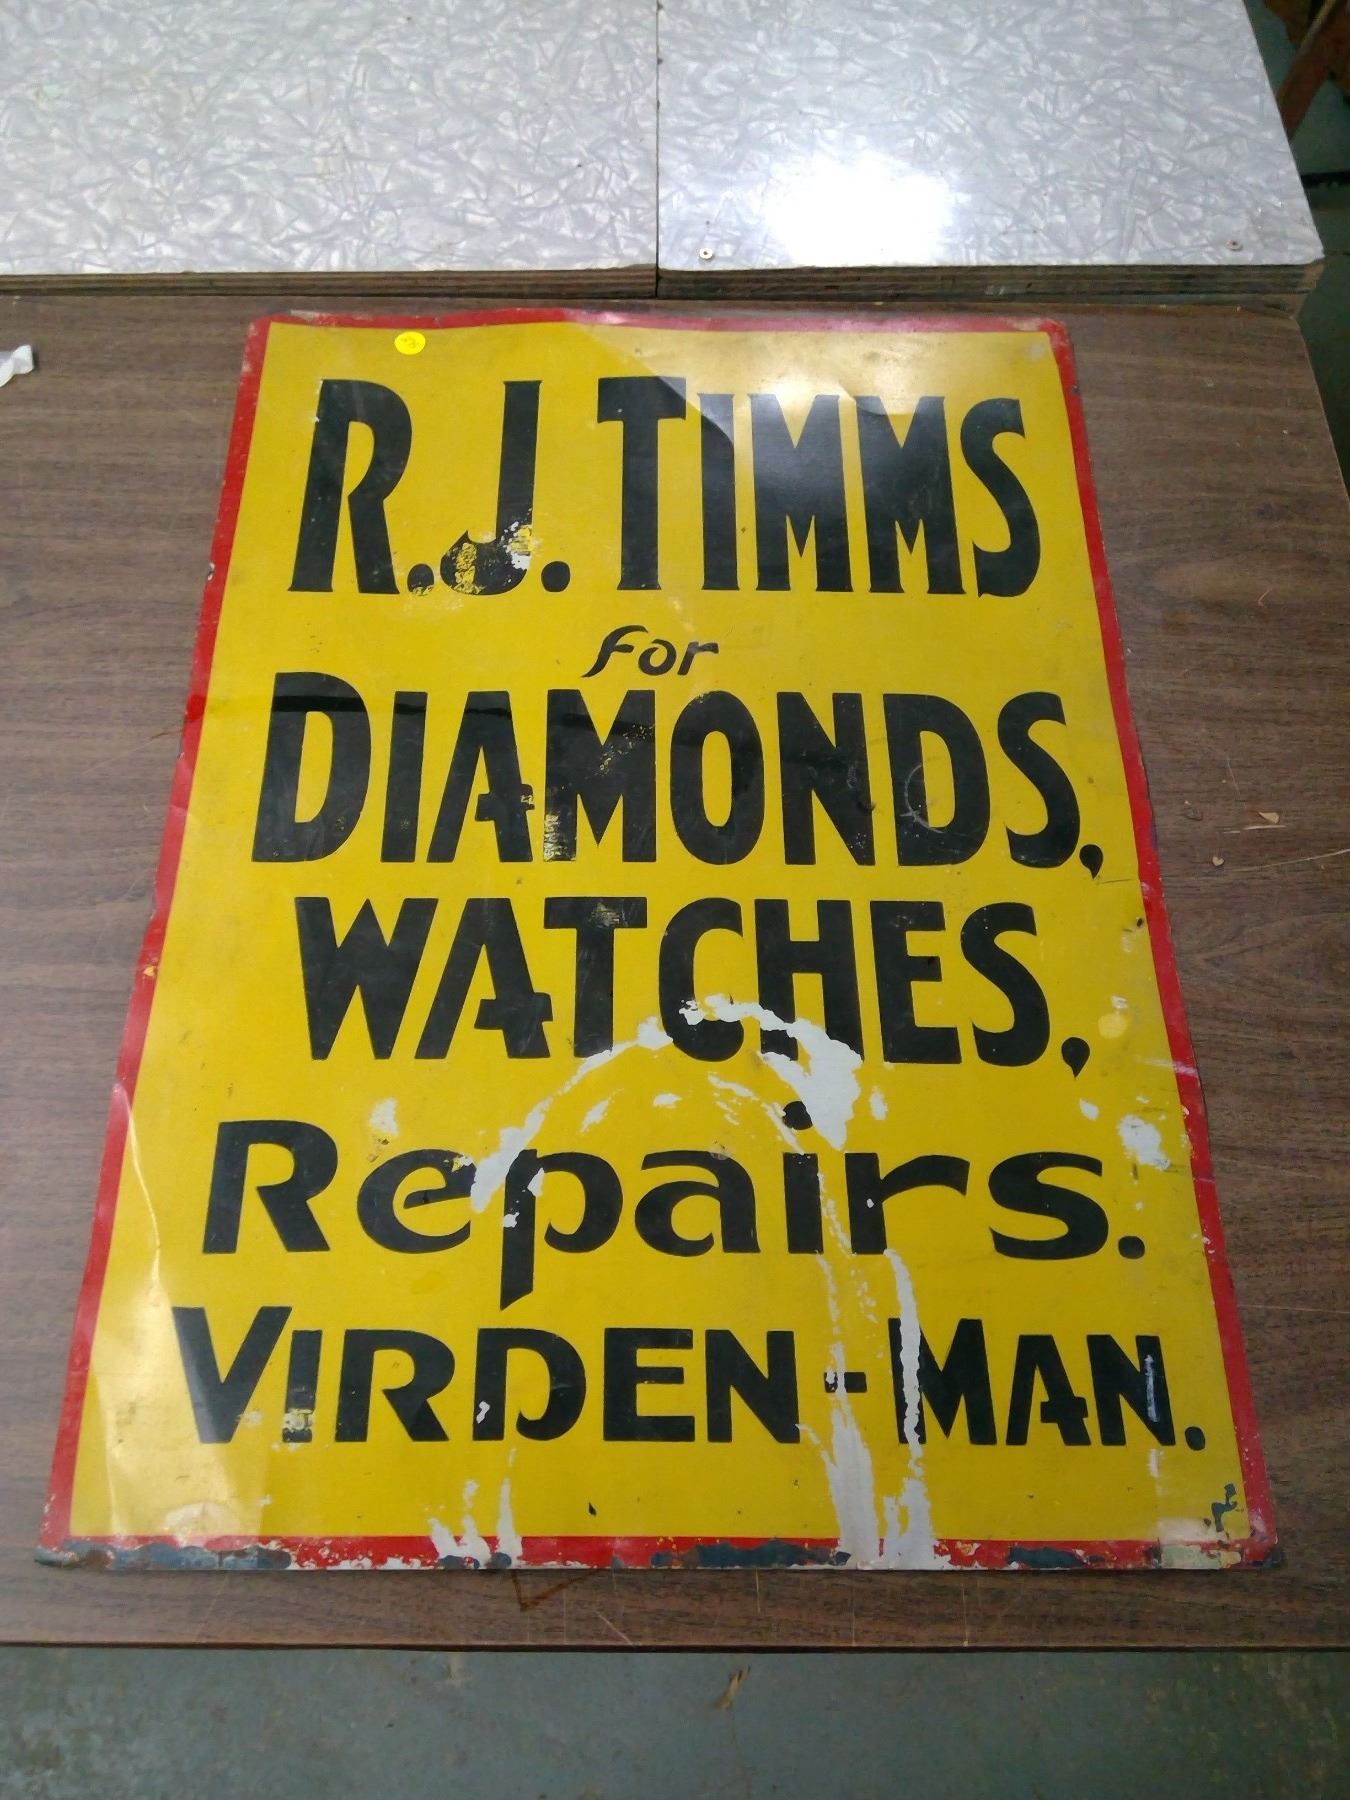 R.J. TIMMS
for
DIAMONDS,
WATCHES,
Repairs.
VIRDEN - MAN.